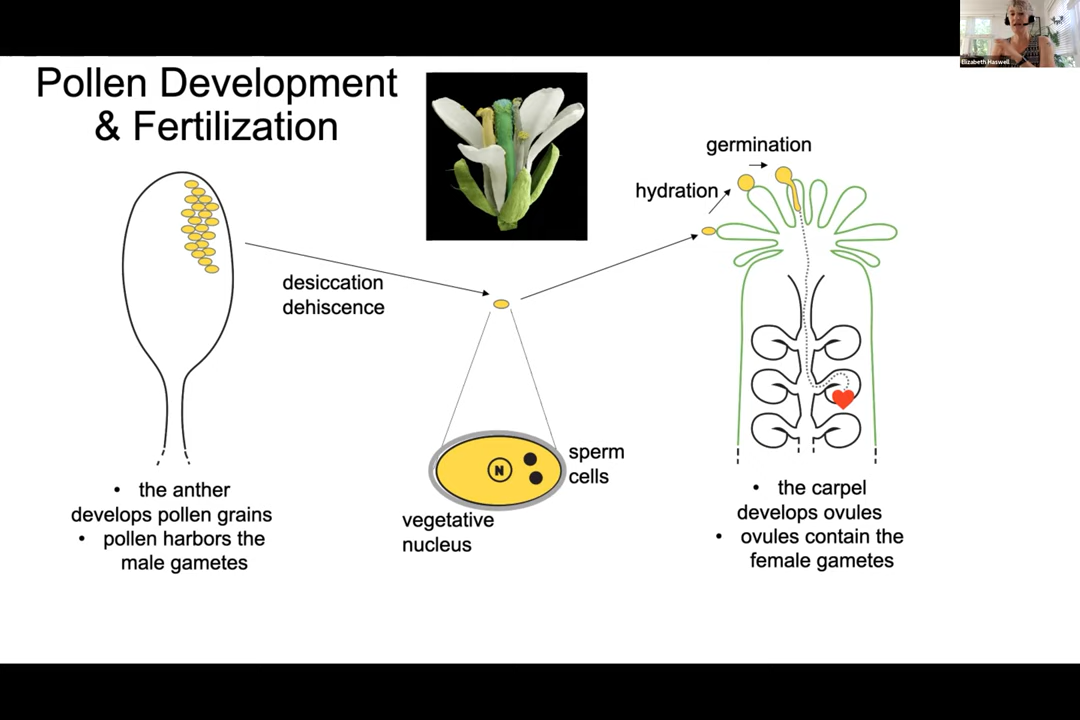 Elizabeth Haswell
Pollen Development
& Fertilization
germination
hydration
desiccation
dehiscence
N
sperm
cells
vegetative
nucleus
• the anther
develops pollen grains
• pollen harbors the
male gametes
• the carpel
develops ovules
• ovules contain the
female gametes